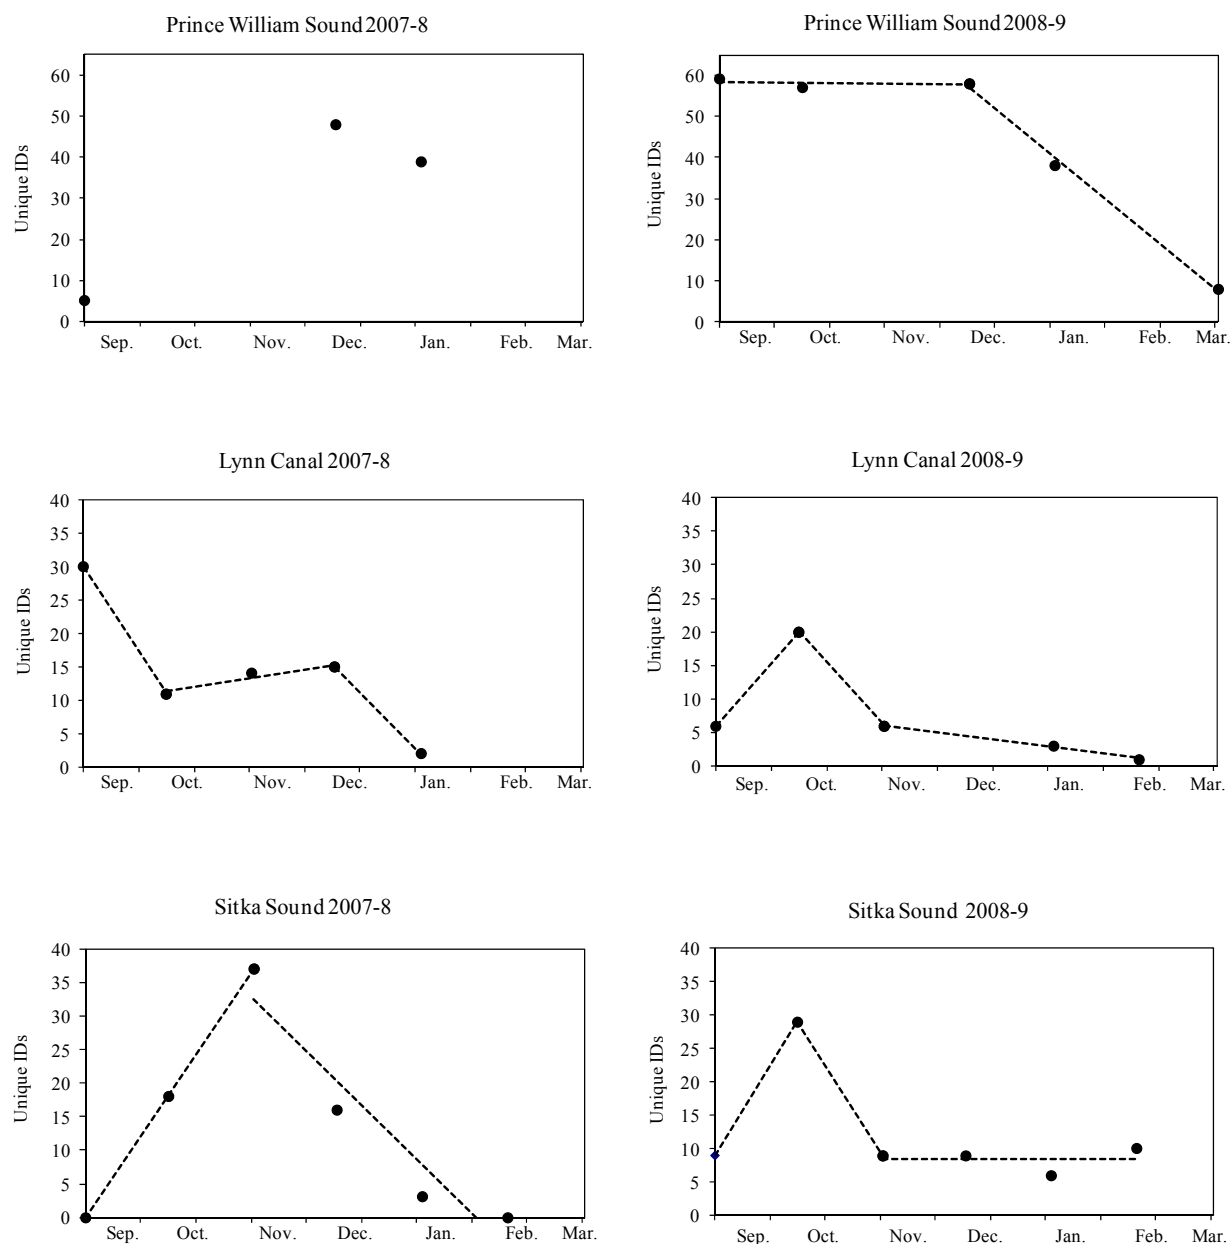 Prince William Sound 2007-8
Unique IDs
60
50
40
30
20
10
0
Sep. Oct. Nov. Dec. Jan. Feb. Mar.
Prince William Sound 2008-9
Unique IDs
60
50
40
30
20
10
0
Sep. Oct. Nov. Dec. Jan. Feb. Mar.
Lynn Canal 2007-8
Unique IDs
40
35
30
25
20
15
10
5
0
Sep. Oct. Nov. Dec. Jan. Feb. Mar.
Lynn Canal 2008-9
Unique IDs
40
35
30
25
20
15
10
5
0
Sep. Oct. Nov. Dec. Jan. Feb. Mar.
Sitka Sound 2007-8
Unique IDs
40
35
30
25
20
15
10
5
0
Sep. Oct. Nov. Dec. Jan. Feb. Mar.
Sitka Sound 2008-9
Unique IDs
40
35
30
25
20
15
10
5
0
Sep. Oct. Nov. Dec. Jan. Feb. Mar.